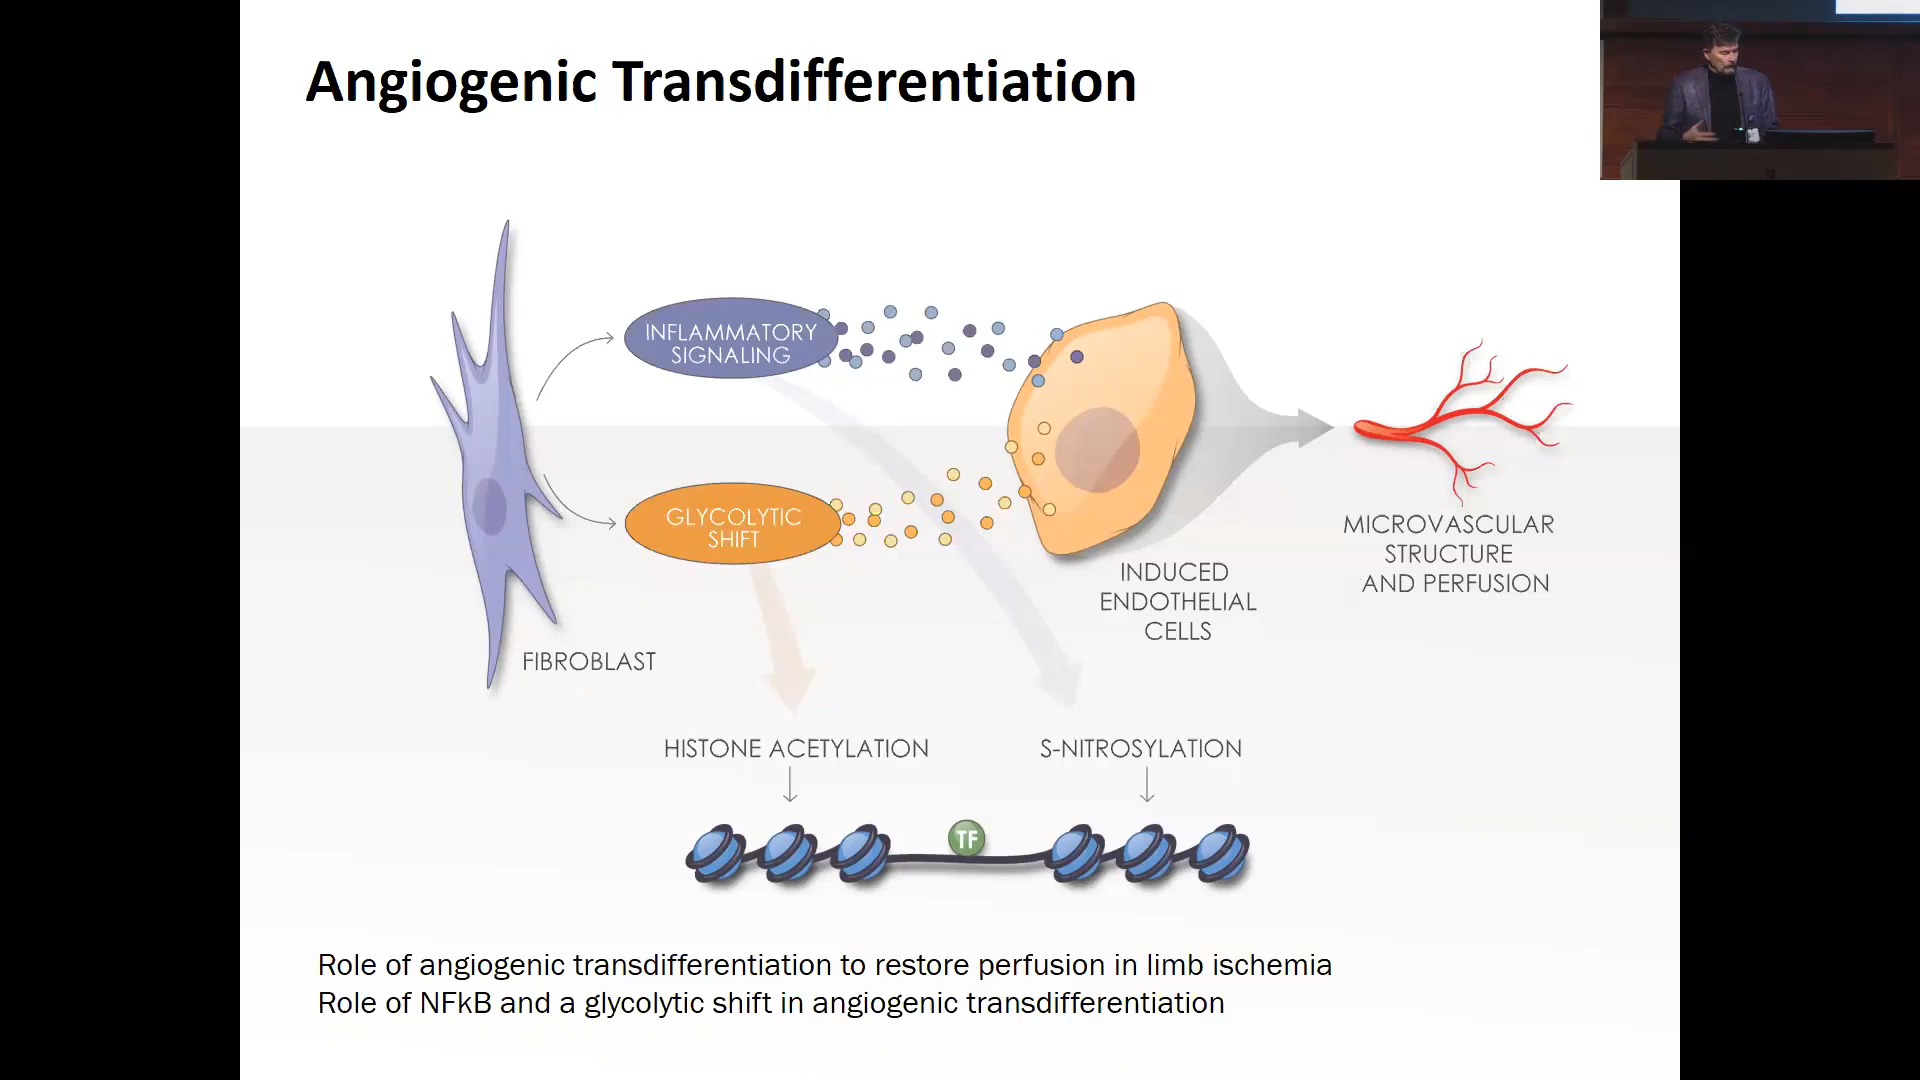 Angiogenic Transdifferentiation
INFLAMMATORY
SIGNALING
GLYCOLYTIC
SHIFT
INDUCED
ENDOTHELIAL
CELLS
MICROVASCULAR
STRUCTURE
AND PERFUSION
FIBROBLAST
HISTONE ACETYLATION
S-NITROSYLATION
TF
Role of angiogenic transdifferentiation to restore perfusion in limb ischemia
Role of NFkB and a glycolytic shift in angiogenic transdifferentiation